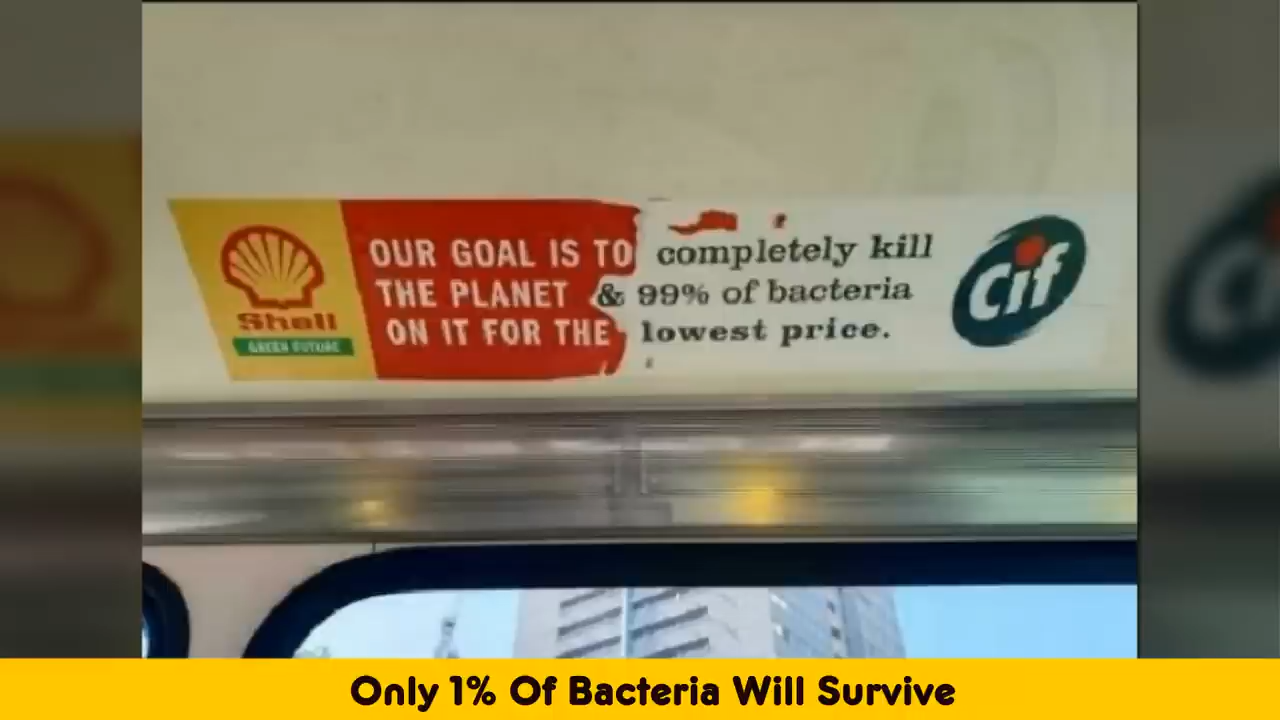 OUR GOAL IS TO completely kill
THE PLANET & 99% of bacteria
ON IT FOR THE lowest price.
Shell
GREEN FUTURE
Cif
Only 1% Of Bacteria Will Survive